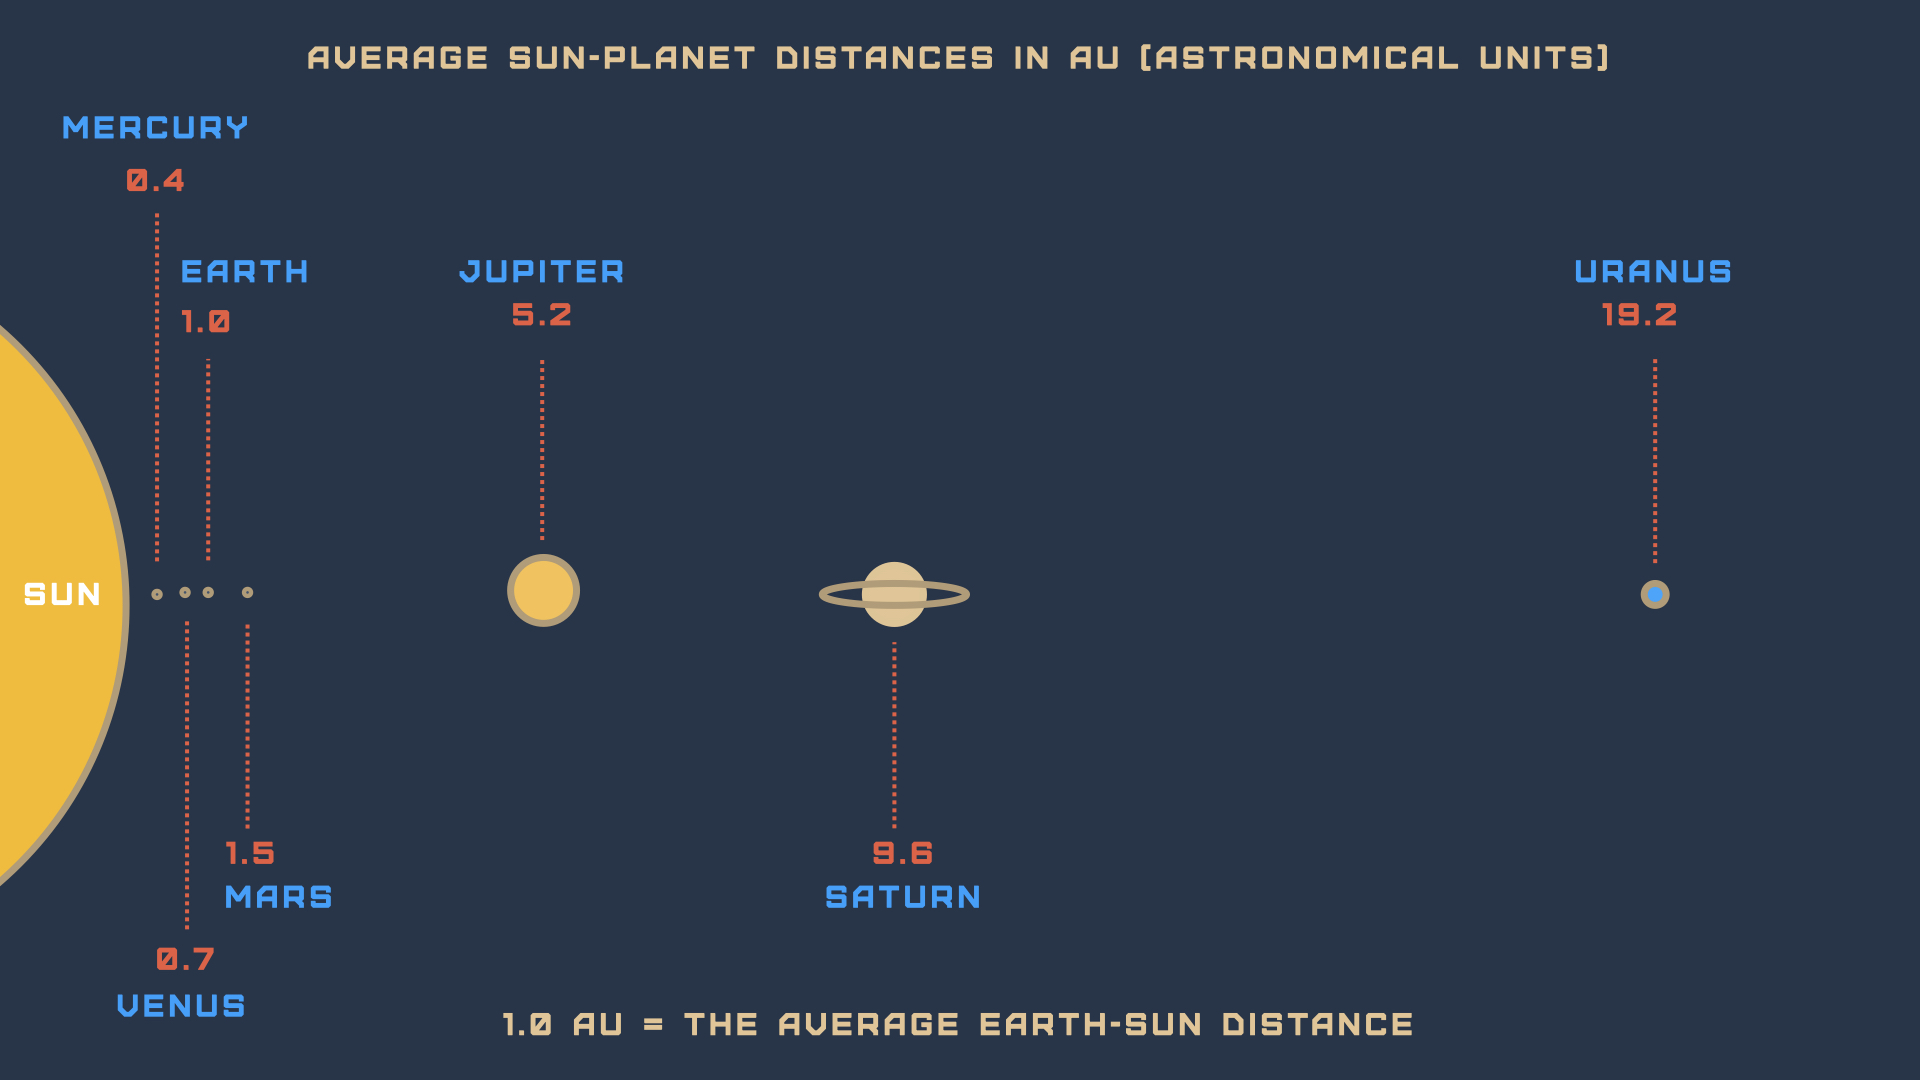 AVERAGE SUN-PLANET DISTANCES IN AU (ASTRONOMICAL UNITS)
MERCURY
0.4
EARTH
1.0
JUPITER
5.2
URANUS
19.2
SUN
1.5
MARS
9.6
SATURN
0.7
VENUS
1.0 AU = THE AVERAGE EARTH-SUN DISTANCE